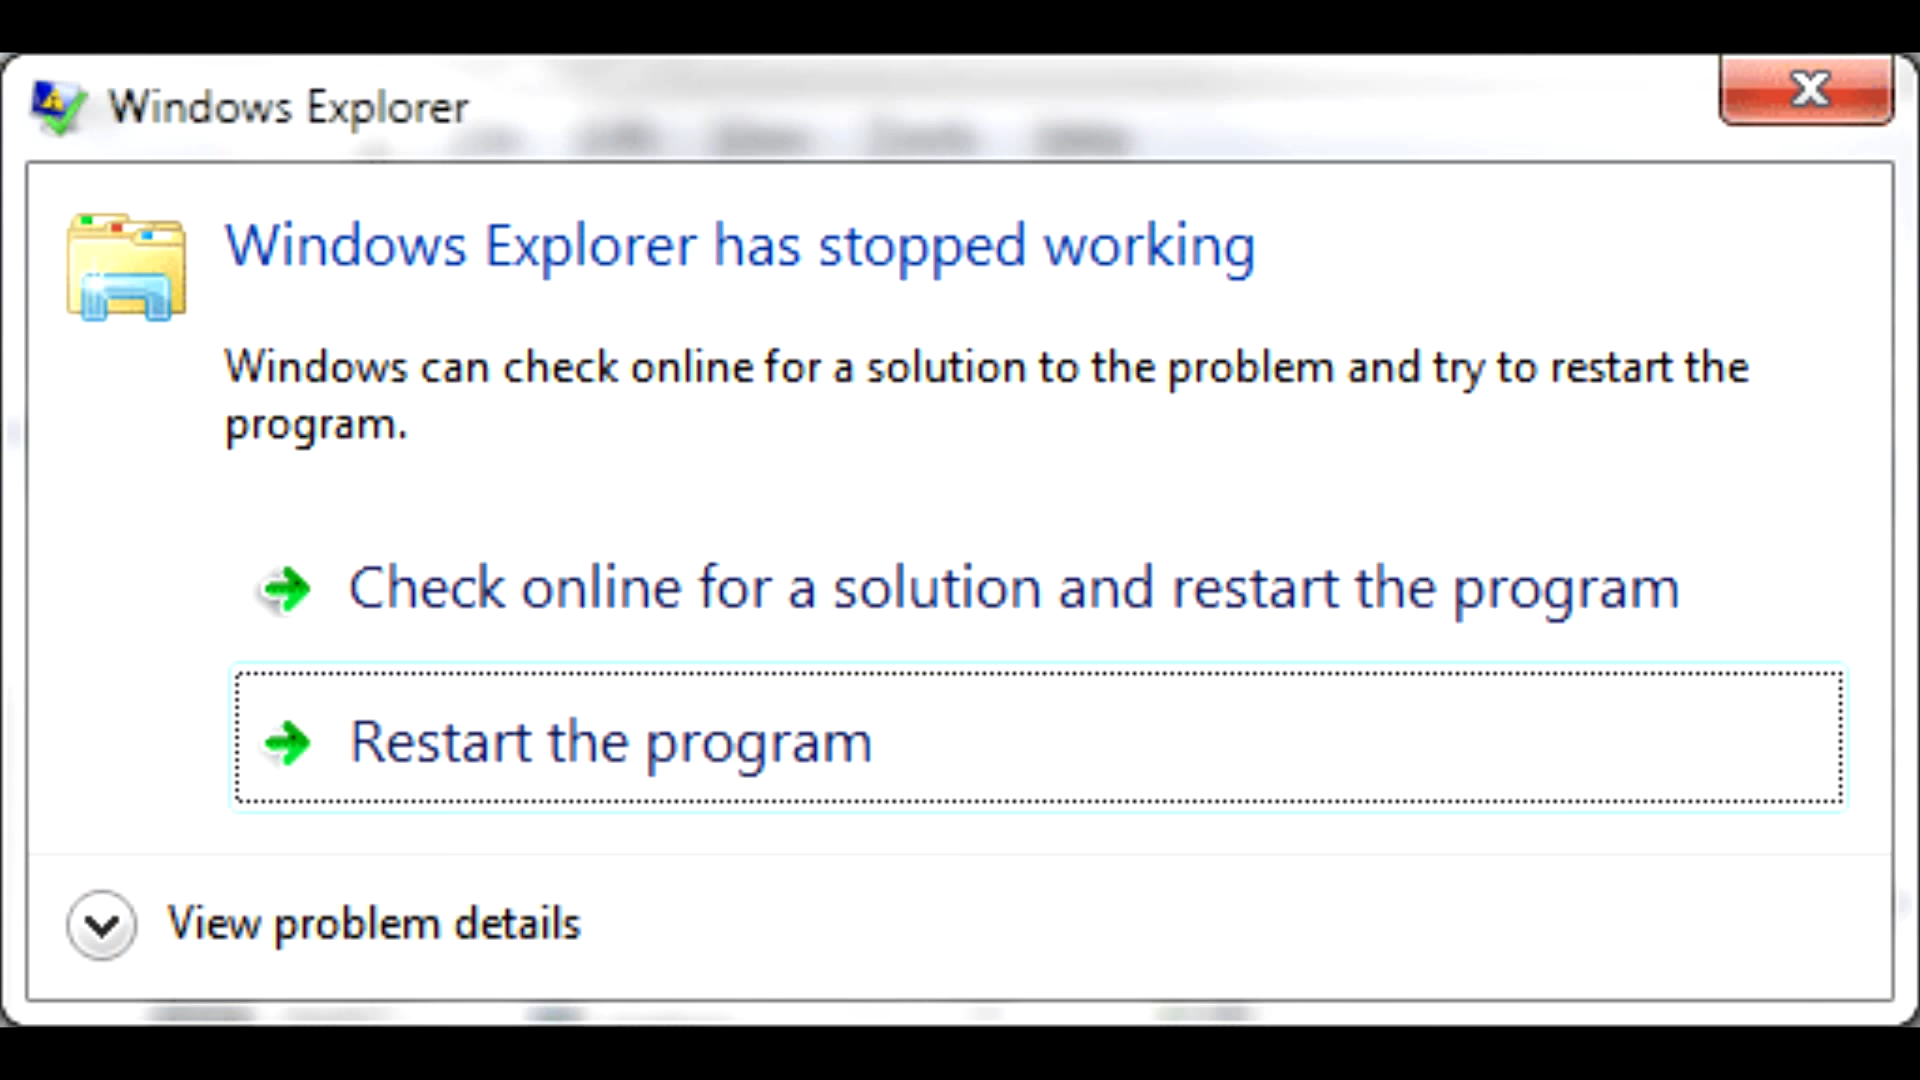 Windows Explorer
Windows Explorer has stopped working
Windows can check online for a solution to the problem and try to restart the
program.
Check online for a solution and restart the program
Restart the program
View problem details